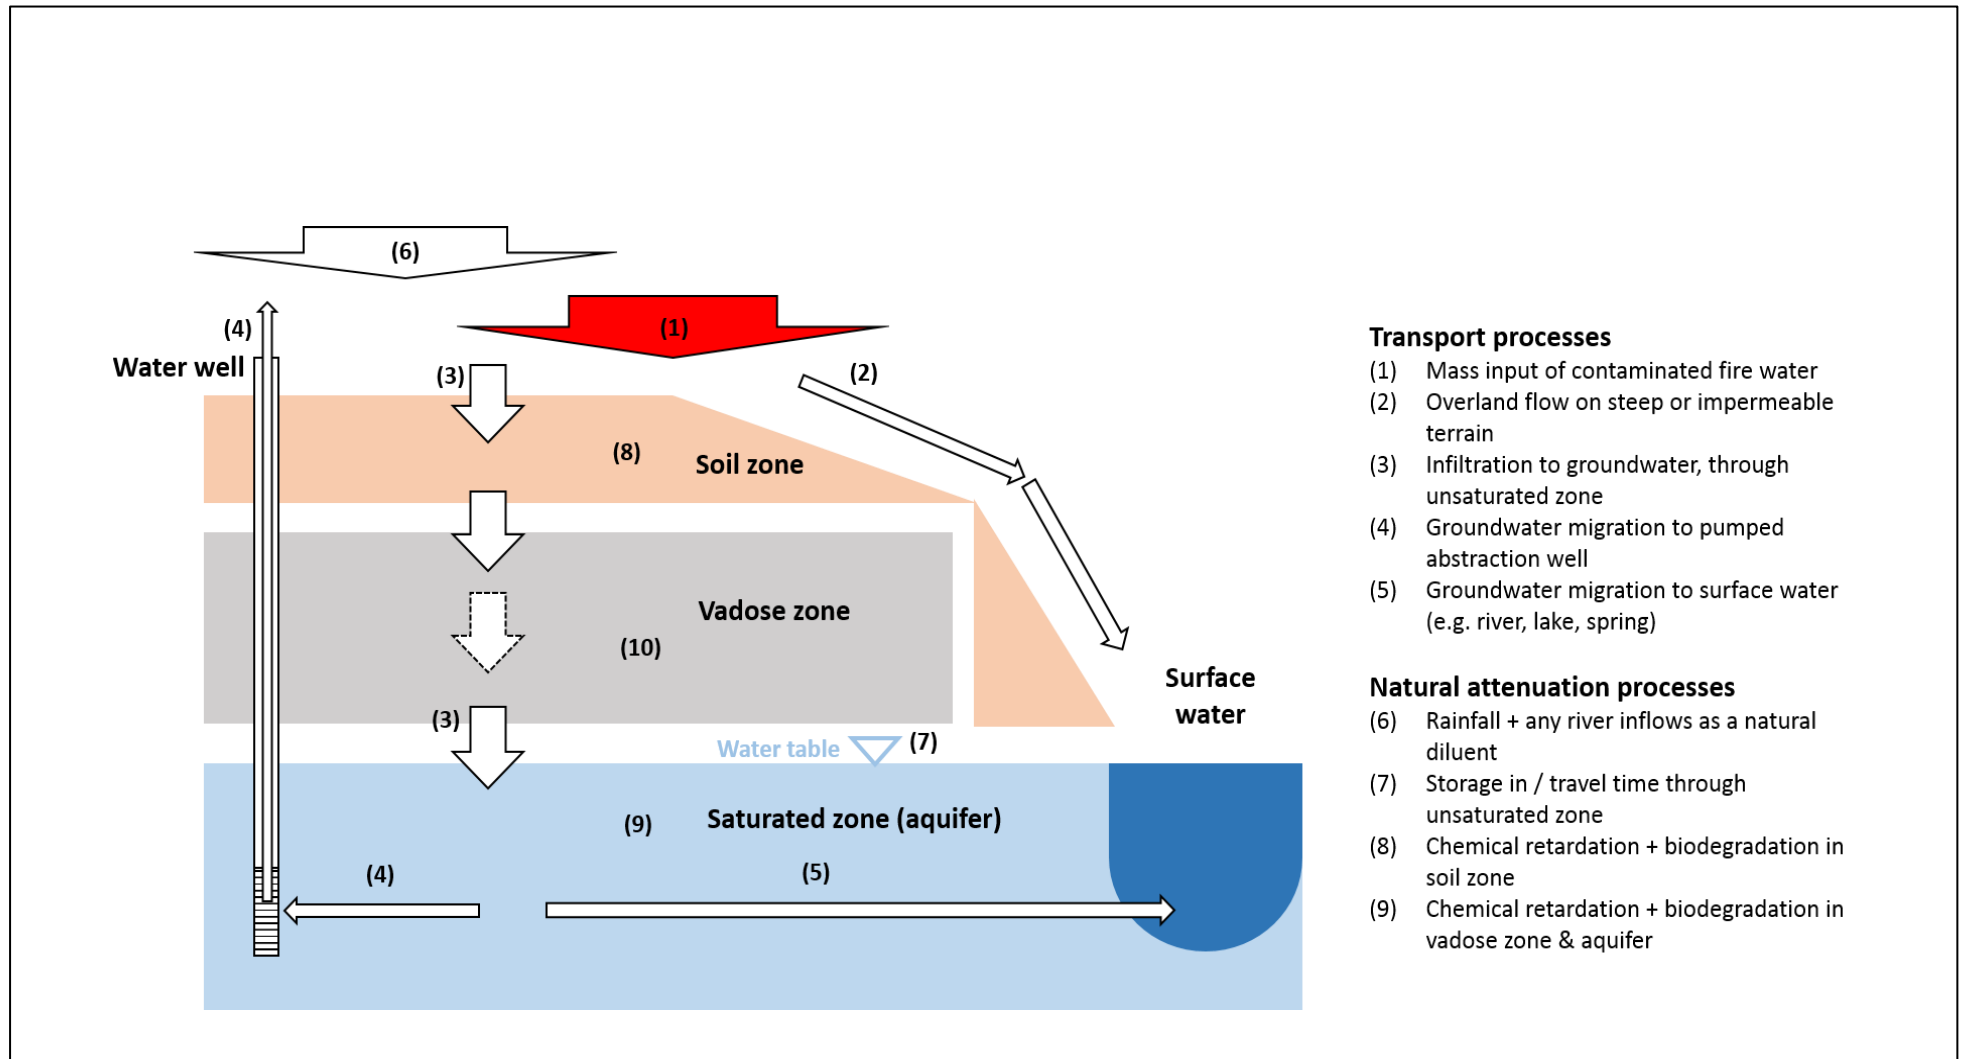 (6)
(1)
(4)
Water well
(3)
(2)
(8)
Soil zone
Vadose zone
(10)
(3)
Surface
water
Water table
(7)
(9)
Saturated zone (aquifer)
(4)
(5)
Transport processes
(1) Mass input of contaminated fire water
(2) Overland flow on steep or impermeable
terrain
(3) Infiltration to groundwater, through
unsaturated zone
(4) Groundwater migration to pumped
abstraction well
(5) Groundwater migration to surface water
(e.g. river, lake, spring)
Natural attenuation processes
(6) Rainfall + any river inflows as a natural
diluent
(7) Storage in / travel time through
unsaturated zone
(8) Chemical retardation + biodegradation in
soil zone
(9) Chemical retardation + biodegradation in
vadose zone & aquifer